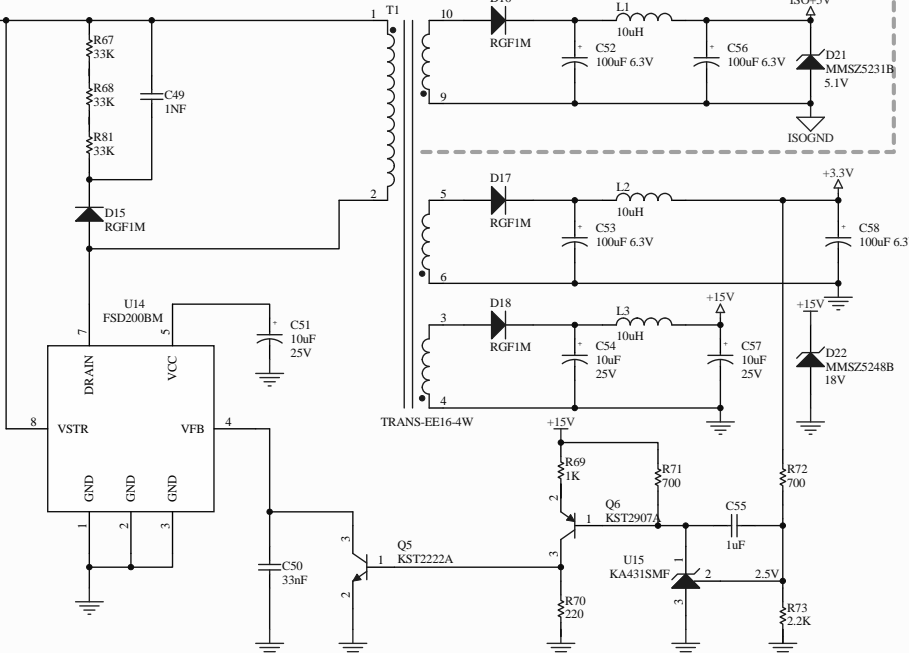 1
T1
10
D16
L1
ISO+5V
RGF1M
10uH
R67
33K
C52
100uF 6.3V
C56
100uF 6.3V
D21
MMSZ5231B
5.1V
R68
33K
C49
1NF
9
R81
33K
ISOGND
2
5
D17
L2
+3.3V
D15
RGF1M
RGF1M
10uH
C53
100uF 6.3V
C58
100uF 6.3
6
U14
FSD200BM
3
D18
L3
+15V
+15V
7
5
C51
10uF
25V
RGF1M
10uH
C54
10uF
25V
C57
10uF
25V
D22
MMSZ5248B
18V
DRAIN
VCC
4
TRANS-EE16-4W
8
VSTR
VFB
4
+15V
R69
1K
R71
700
R72
700
GND
GND
GND
2
Q6
KST2907A
1
C55
1uF
1
2
3
3
Q5
KST2222A
1
3
U15
KA431SMF
1
2
2.5V
C50
33nF
2
R70
220
3
R73
2.2K